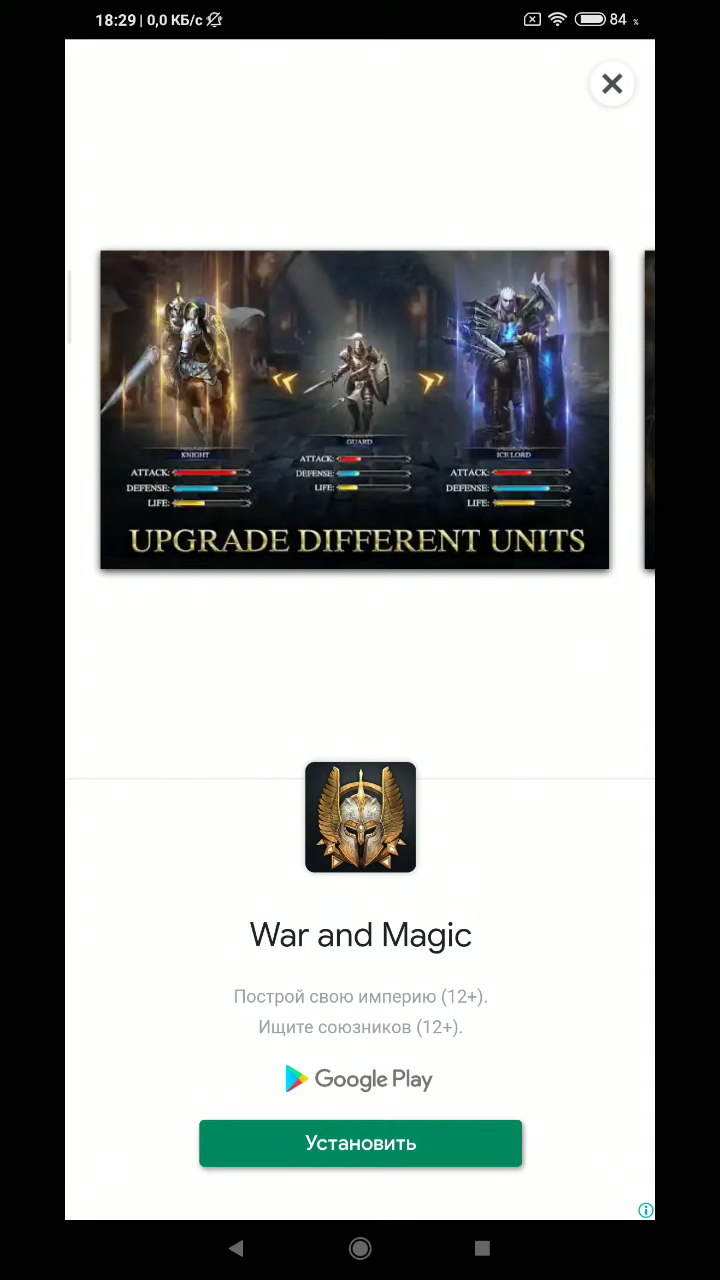 18:29 | 0,0 КБ/с
84 %
KNIGHT
ATTACK:
DEFENSE:
LIFE:
GUARD
ATTACK:
DEFENSE:
LIFE:
ICE LORD
ATTACK:
DEFENSE:
LIFE:
UPGRADE DIFFERENT UNITS
War and Magic
Построй свою империю (12+).
Ищите союзников (12+).
Google Play
Установить